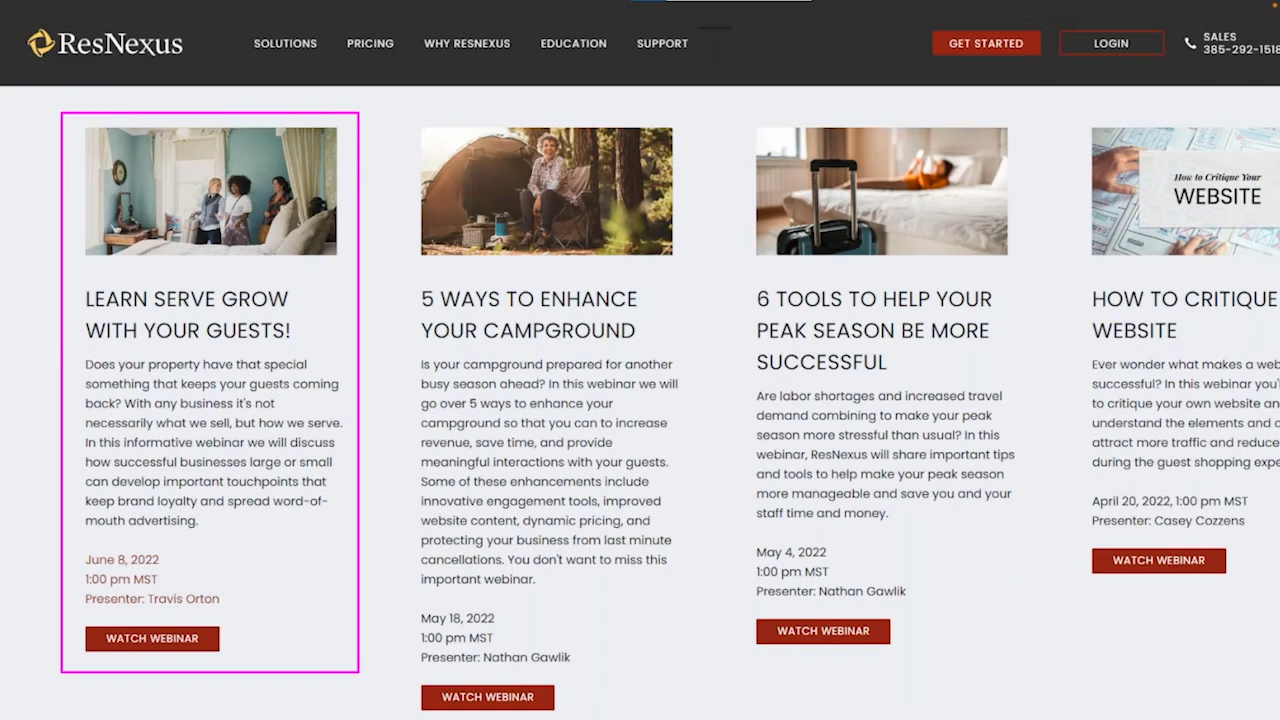 ResNexus
SOLUTIONS
PRICING
WHY RESNEXUS
EDUCATION
SUPPORT
GET STARTED
LOGIN
SALES
385-292-1518
LEARN SERVE GROW
WITH YOUR GUESTS!
Does your property have that special
something that keeps your guests coming
back? With any business it's not
necessarily what we sell, but how we serve.
In this informative webinar we will discuss
how successful businesses large or small
can develop important touchpoints that
keep brand loyalty and spread word-of-
mouth advertising.
June 8, 2022
1:00 pm MST
Presenter: Travis Orton
WATCH WEBINAR
5 WAYS TO ENHANCE
YOUR CAMPGROUND
Is your campground prepared for another
busy season ahead? In this webinar we will
go over 5 ways to enhance your
campground so that you can to increase
revenue, save time, and provide
meaningful interactions with your guests.
Some of these enhancements include
innovative engagement tools, improved
website content, dynamic pricing, and
protecting your business from last minute
cancellations. You don't want to miss this
important webinar.
May 18, 2022
1:00 pm MST
Presenter: Nathan Gawlik
WATCH WEBINAR
6 TOOLS TO HELP YOUR
PEAK SEASON BE MORE
SUCCESSFUL
Are labor shortages and increased travel
demand combining to make your peak
season more stressful than usual? In this
webinar, ResNexus will share important tips
and tools to help make your peak season
more manageable and save you and your
staff time and money.
May 4, 2022
1:00 pm MST
Presenter: Nathan Gawlik
WATCH WEBINAR
How to Critique Your
WEBSITE
HOW TO CRITIQUE
WEBSITE
Ever wonder what makes a
successful? In this webinar
to critique your own website
understand the elements and
attract more traffic and reduce
during the guest shopping
April 20, 2022, 1:00 pm MST
Presenter: Casey Cozzens
WATCH WEBINAR